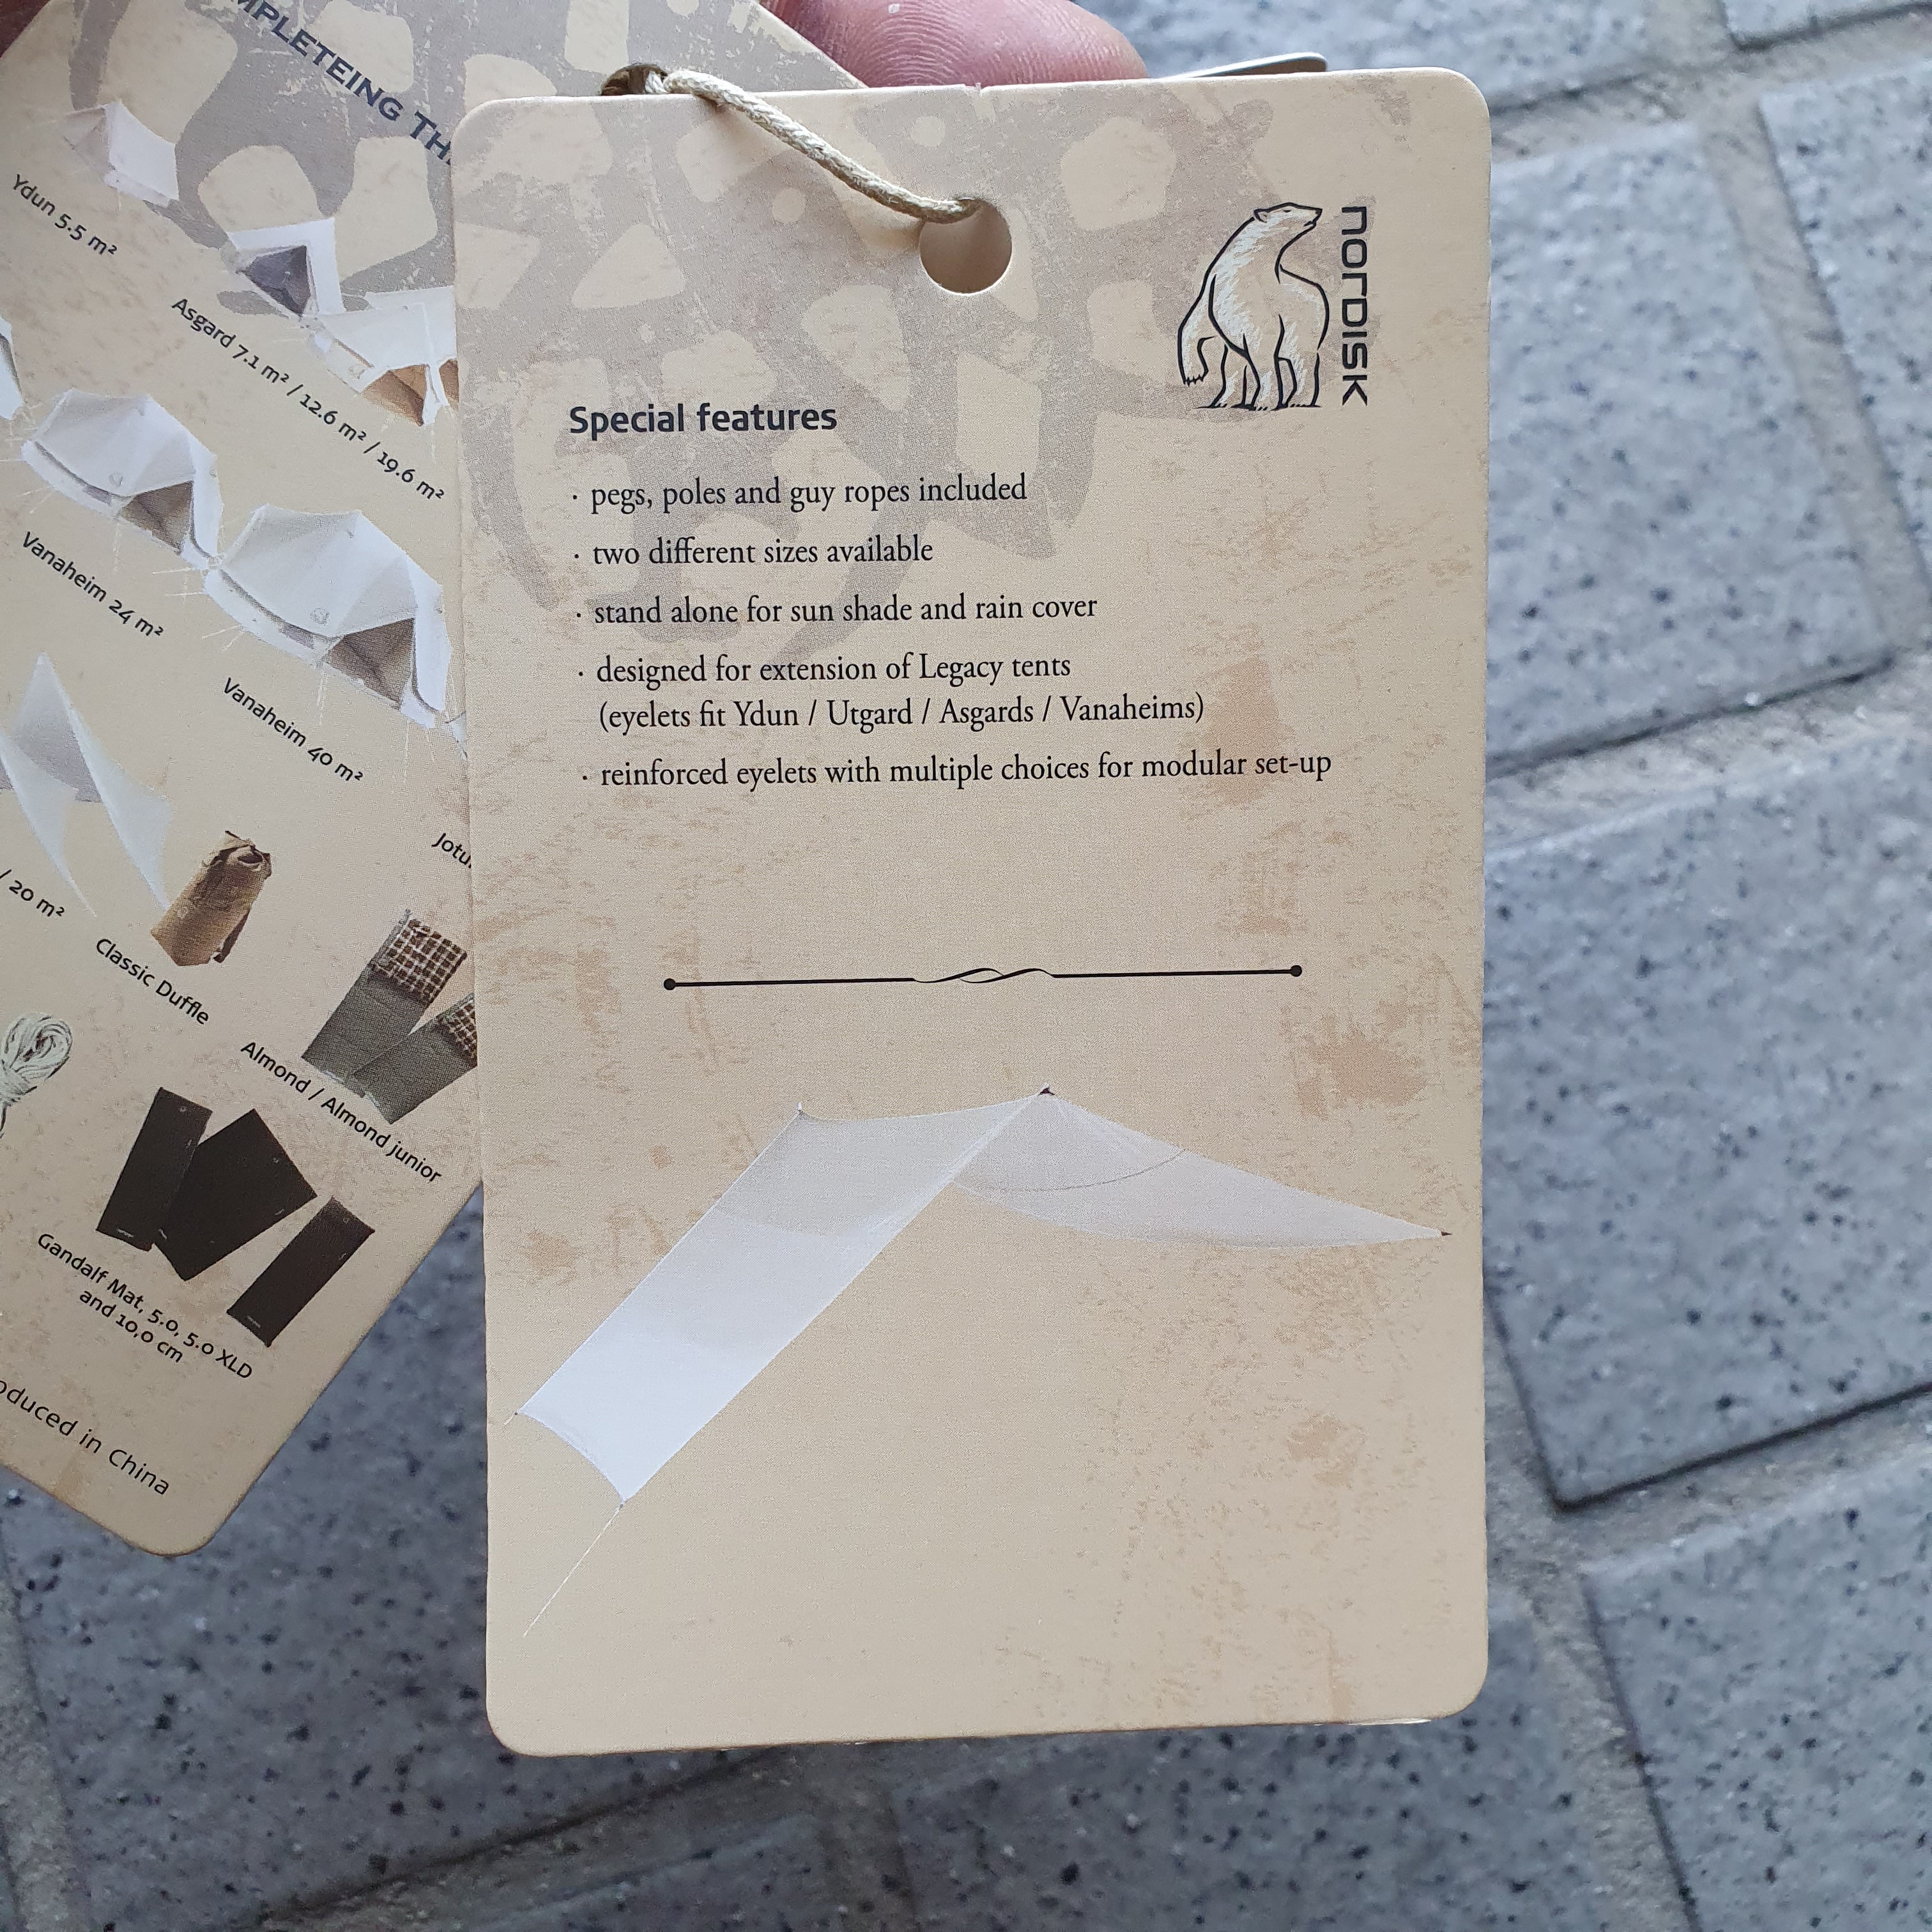 MPLETEING TH
Ydun 5.5 m²
Asgard 7.1 m² / 12.6 m² / 19.6 m²
Vanaheim 24 m²
Vanaheim 40 m²
/ 20 m²
Jotu
Classic Duffle
Almond / Almond junior
Gandalf Mat, 5.0, 5.0 XLD
and 10,0 cm
oduced in China
NORDISK
Special features
· pegs, poles and guy ropes included
· two different sizes available
· stand alone for sun shade and rain cover
· designed for extension of Legacy tents
(eyelets fit Ydun / Utgard / Asgards / Vanaheims)
· reinforced eyelets with multiple choices for modular set-up